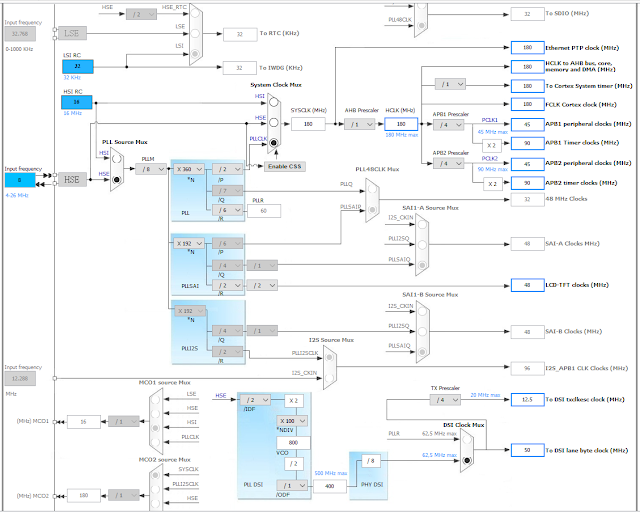 HSE
HSE_RTC
/ 2
PLL48CLK
32
To SDIO (MHz)
Input frequency
32.768
0-1000 KHz
LSE
LSE
32
To RTC (KHz)
LSI
LSI RC
32
32 KHz
32
To IWDG (KHz)
180
Ethernet PTP clock (MHz)
180
HCLK to AHB bus, core,
memory and DMA (MHz)
System Clock Mux
HSI RC
16
16 MHz
HSI
HSE
PLLCLK
SYSCLK (MHz)
180
AHB Prescaler
/ 1
HCLK (MHz)
180
180 MHz max
/ 1
180
To Cortex System timer (MHz)
180
FCLK Cortex clock (MHz)
APB1 Prescaler
/ 4
PCLK1
45 MHz max
45
APB1 peripheral clocks (MHz)
X 2
90
APB1 Timer clocks (MHz)
APB2 Prescaler
/ 4
PCLK2
90 MHz max
45
APB2 peripheral clocks (MHz)
X 2
90
APB2 timer clocks (MHz)
32
48 MHz Clocks
Enable CSS
PLL Source Mux
HSI
HSE
PLLM
/ 8
Input frequency
8
4-26 MHz
HSE
X 360
*N
/ 2
/P
/ 2
/Q
/ 6
/R
PLL
PLLR
60
PLL48CLK Mux
PLLQ
PLLSAIP
X 192
*N
/ 6
/P
/ 4
/Q
/ 1
/ 2
/R
/ 2
PLLSAI
SAI1-A Source Mux
I2S_CKIN
PLLI2SQ
PLLSAIQ
48
SAI-A Clocks MHz)
48
LCD-TFT clocks (MHz)
X 192
*N
/ 4
/Q
/ 1
/ 2
/R
PLLI2S
SAI1-B Source Mux
I2S_CKIN
PLLI2SQ
PLLSAIQ
48
SAI-B Clocks (MHz)
I2S Source Mux
PLLI2SCLK
I2S_CKIN
96
I2S_APB1 CLK Clocks (MHz)
Input frequency
12.288
MHz
MCO1 source Mux
LSE
HSE
HSI
PLLCLK
(MHz) MCO1
16
/ 1
MCO2 source Mux
SYSCLK
PLLI2SCLK
HSE
(MHz) MCO2
180
/ 1
HSE
/ 2
/IDF
X 2
X 100
*NDIV
800
VCO
/ 2
/ 1
/ODF
PLL DSI
500 MHz max
400
/ 8
PHY DSI
TX Prescaler
/ 4
20 MHz max
12.5
To DSI txclkesc clock (MHz)
DSI Clock Mux
PLLR
62,5 MHz max
62,5 MHz max
50
To DSI lane byte clock (MHz)